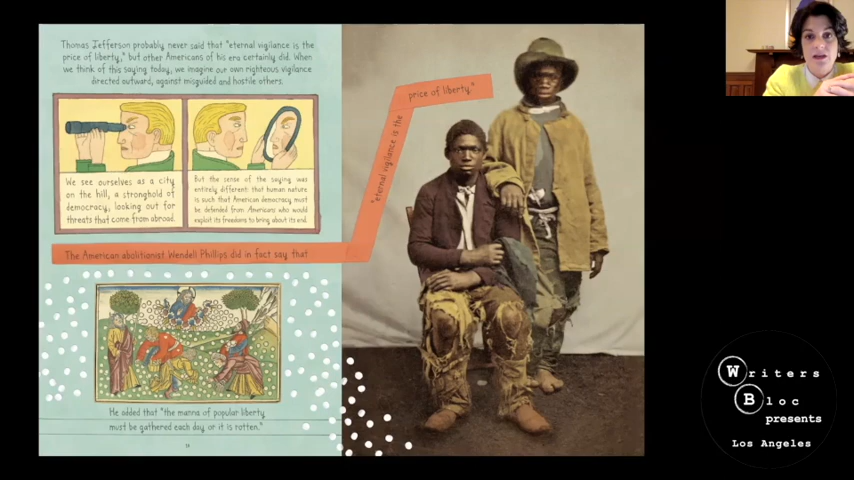 Thomas Jefferson probably never said that "eternal vigilance is the
price of liberty," but other Americans of his era certainly did. When
we think of this saying today, we imagine our own righteous vigilance
directed outward, against misguided and hostile others.
We see ourselves as a city
on the hill, a stronghold of
democracy, looking out for
threats that come from abroad.
But the sense of the saying was
entirely different: that human nature
is such that American democracy must
be defended from Americans who would
exploit its freedoms to bring about its end.
The American abolitionist Wendell Phillips did in fact say that
"eternal vigilance is the
price of liberty."
He added that "the manna of popular liberty
must be gathered each day or it is rotten."
11
Writers
Bloc
presents
Los Angeles